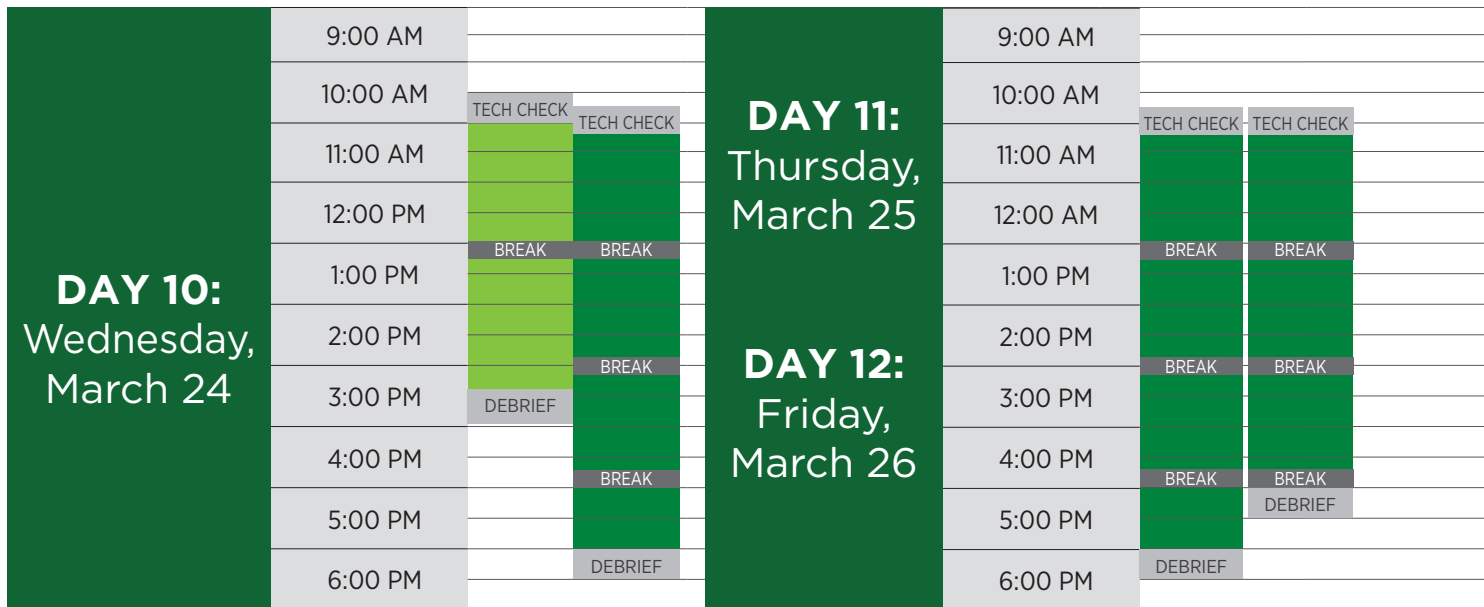 DAY 10:
Wednesday,
March 24
9:00 AM
10:00 AM
11:00 AM
12:00 PM
1:00 PM
2:00 PM
3:00 PM
4:00 PM
5:00 PM
6:00 PM
TECH CHECK
BREAK
DEBRIEF
TECH CHECK
BREAK
BREAK
BREAK
DEBRIEF
DAY 11:
Thursday,
March 25
DAY 12:
Friday,
March 26
9:00 AM
10:00 AM
11:00 AM
12:00 AM
1:00 PM
2:00 PM
3:00 PM
4:00 PM
5:00 PM
6:00 PM
TECH CHECK
BREAK
BREAK
BREAK
DEBRIEF
TECH CHECK
BREAK
BREAK
BREAK
DEBRIEF